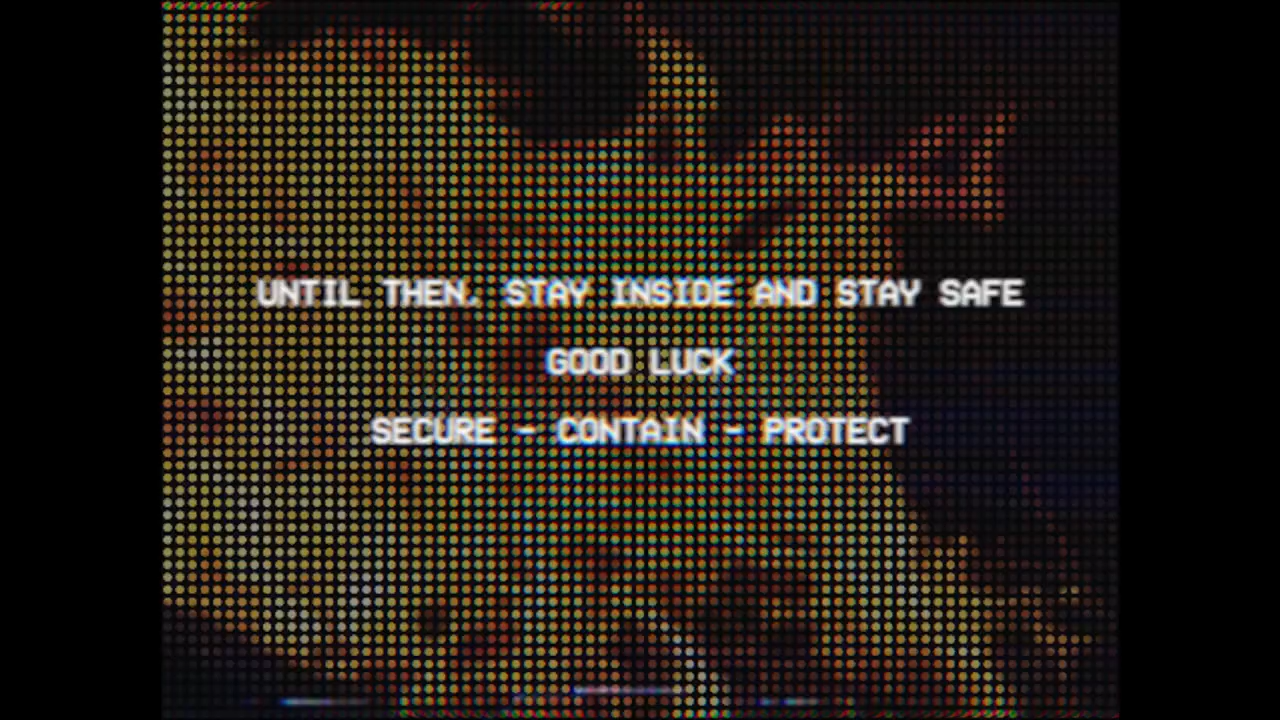 UNTIL THEN, STAY INSIDE AND STAY SAFE
GOOD LUCK
SECURE - CONTAIN - PROTECT